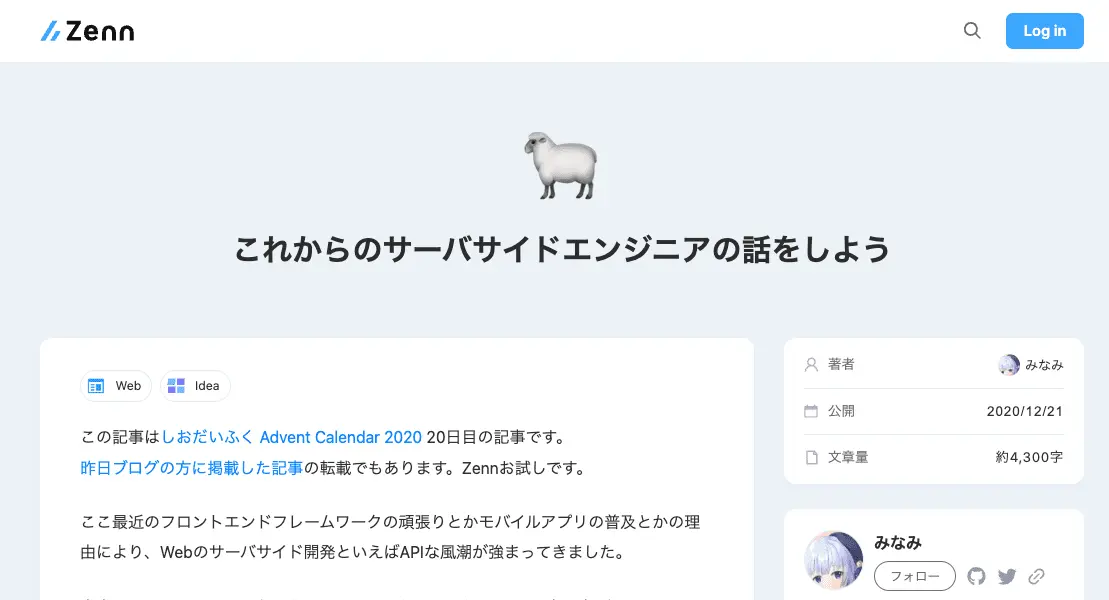 Zenn
Log in
これからのサーバサイドエンジニアの話をしよう
Web
Idea
この記事はしおだいふく Advent Calendar 2020 20日目の記事です。
昨日ブログの方に掲載した記事の転載でもあります。Zennお試しです。
ここ最近のフロントエンドフレームワークの頑張りとかモバイルアプリの普及とかの理
由により、Webのサーバサイド開発といえばAPIな風潮が強まってきました。
著者
みなみ
公開
2020/12/21
文章量
約4,300字
みなみ
フォロー